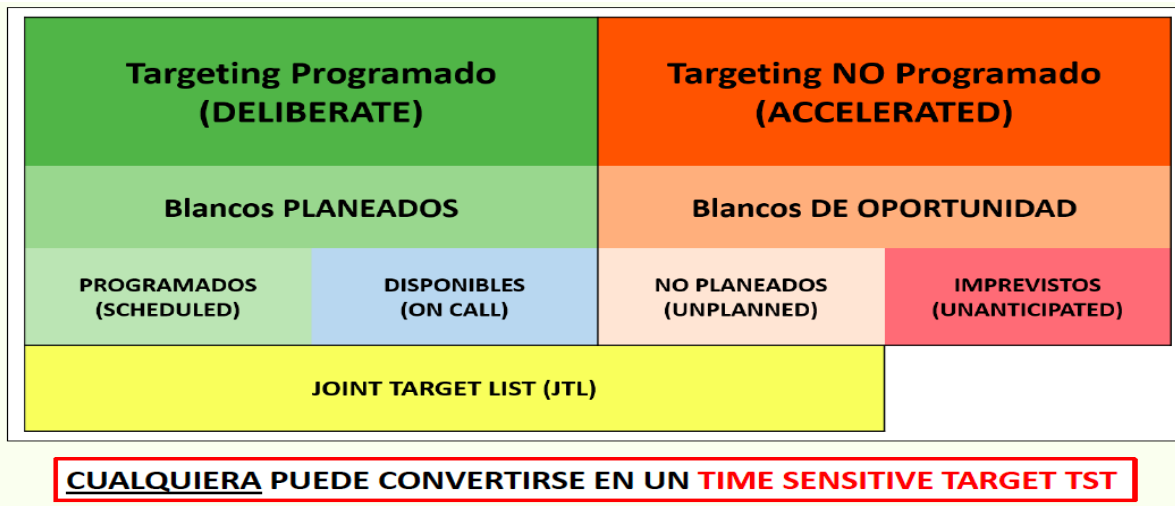 Targeting Programado
(DELIBERATE)
Targeting NO Programado
(ACCELERATED)
Blancos PLANEADOS
Blancos DE OPORTUNIDAD
PROGRAMADOS
(SCHEDULED)
DISPONIBLES
(ON CALL)
NO PLANEADOS
(UNPLANNED)
IMPREVISTOS
(UNANTICIPATED)
JOINT TARGET LIST (JTL)
CUALQUIERA PUEDE CONVERTIRSE EN UN TIME SENSITIVE TARGET TST